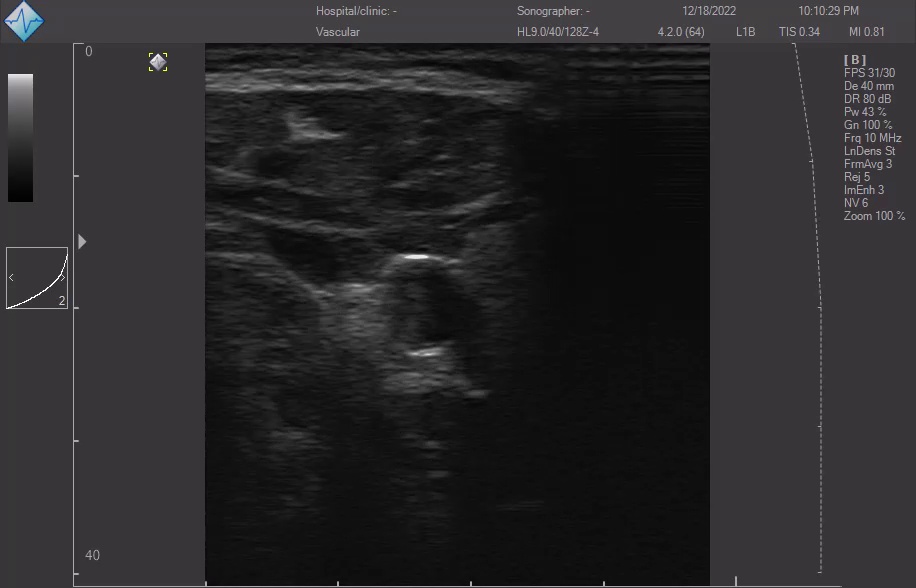 Hospital/clinic: - Sonographer: - 12/18/2022 10:10:29 PM
Vascular HL9.0/40/128Z-4 4.2.0 (64) L1B TIS 0.34 MI 0.81
0
[ B ]
FPS 31/30
De 40 mm
DR 80 dB
Pw 43 %
Gn 100 %
Frq 10 MHz
LnDens St
FrmAvg 3
Rej 5
ImEnh 3
NV 6
Zoom 100 %
2
40